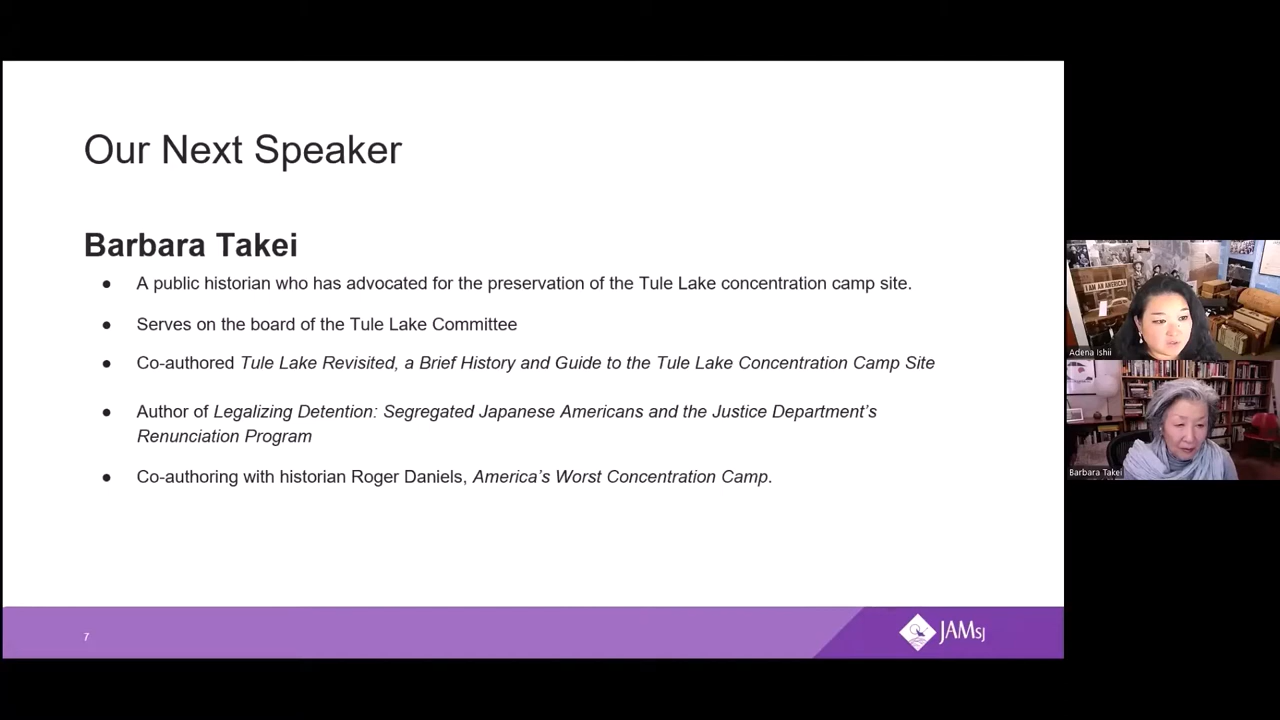 Our Next Speaker
Barbara Takei
● A public historian who has advocated for the preservation of the Tule Lake concentration camp site.
● Serves on the board of the Tule Lake Committee
● Co-authored Tule Lake Revisited, a Brief History and Guide to the Tule Lake Concentration Camp Site
● Author of Legalizing Detention: Segregated Japanese Americans and the Justice Department's
Renunciation Program
● Co-authoring with historian Roger Daniels, America's Worst Concentration Camp.
7
JAMsj
I AM AN AMERICAN
Adena Ishii
Barbara Takei